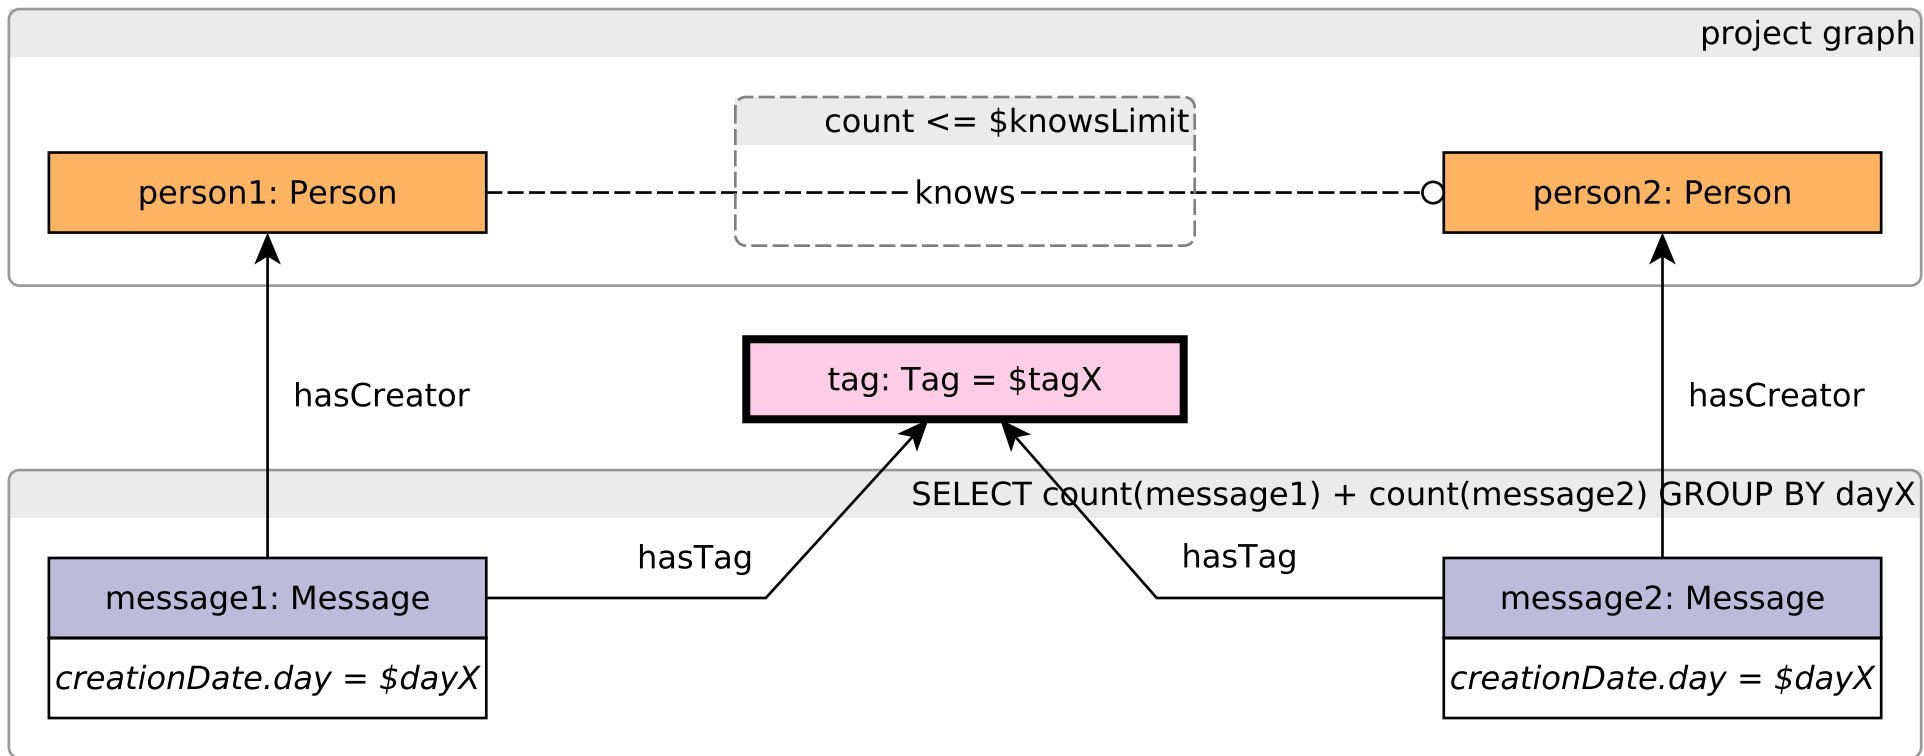 project graph
count <= $knowsLimit
person1: Person
knows
person2: Person
tag: Tag = $tagX
hasCreator
hasCreator
SELECT count(message1) + count(message2) GROUP BY dayX
hasTag
hasTag
message1: Message
message2: Message
creationDate.day = $dayX
creationDate.day = $dayX